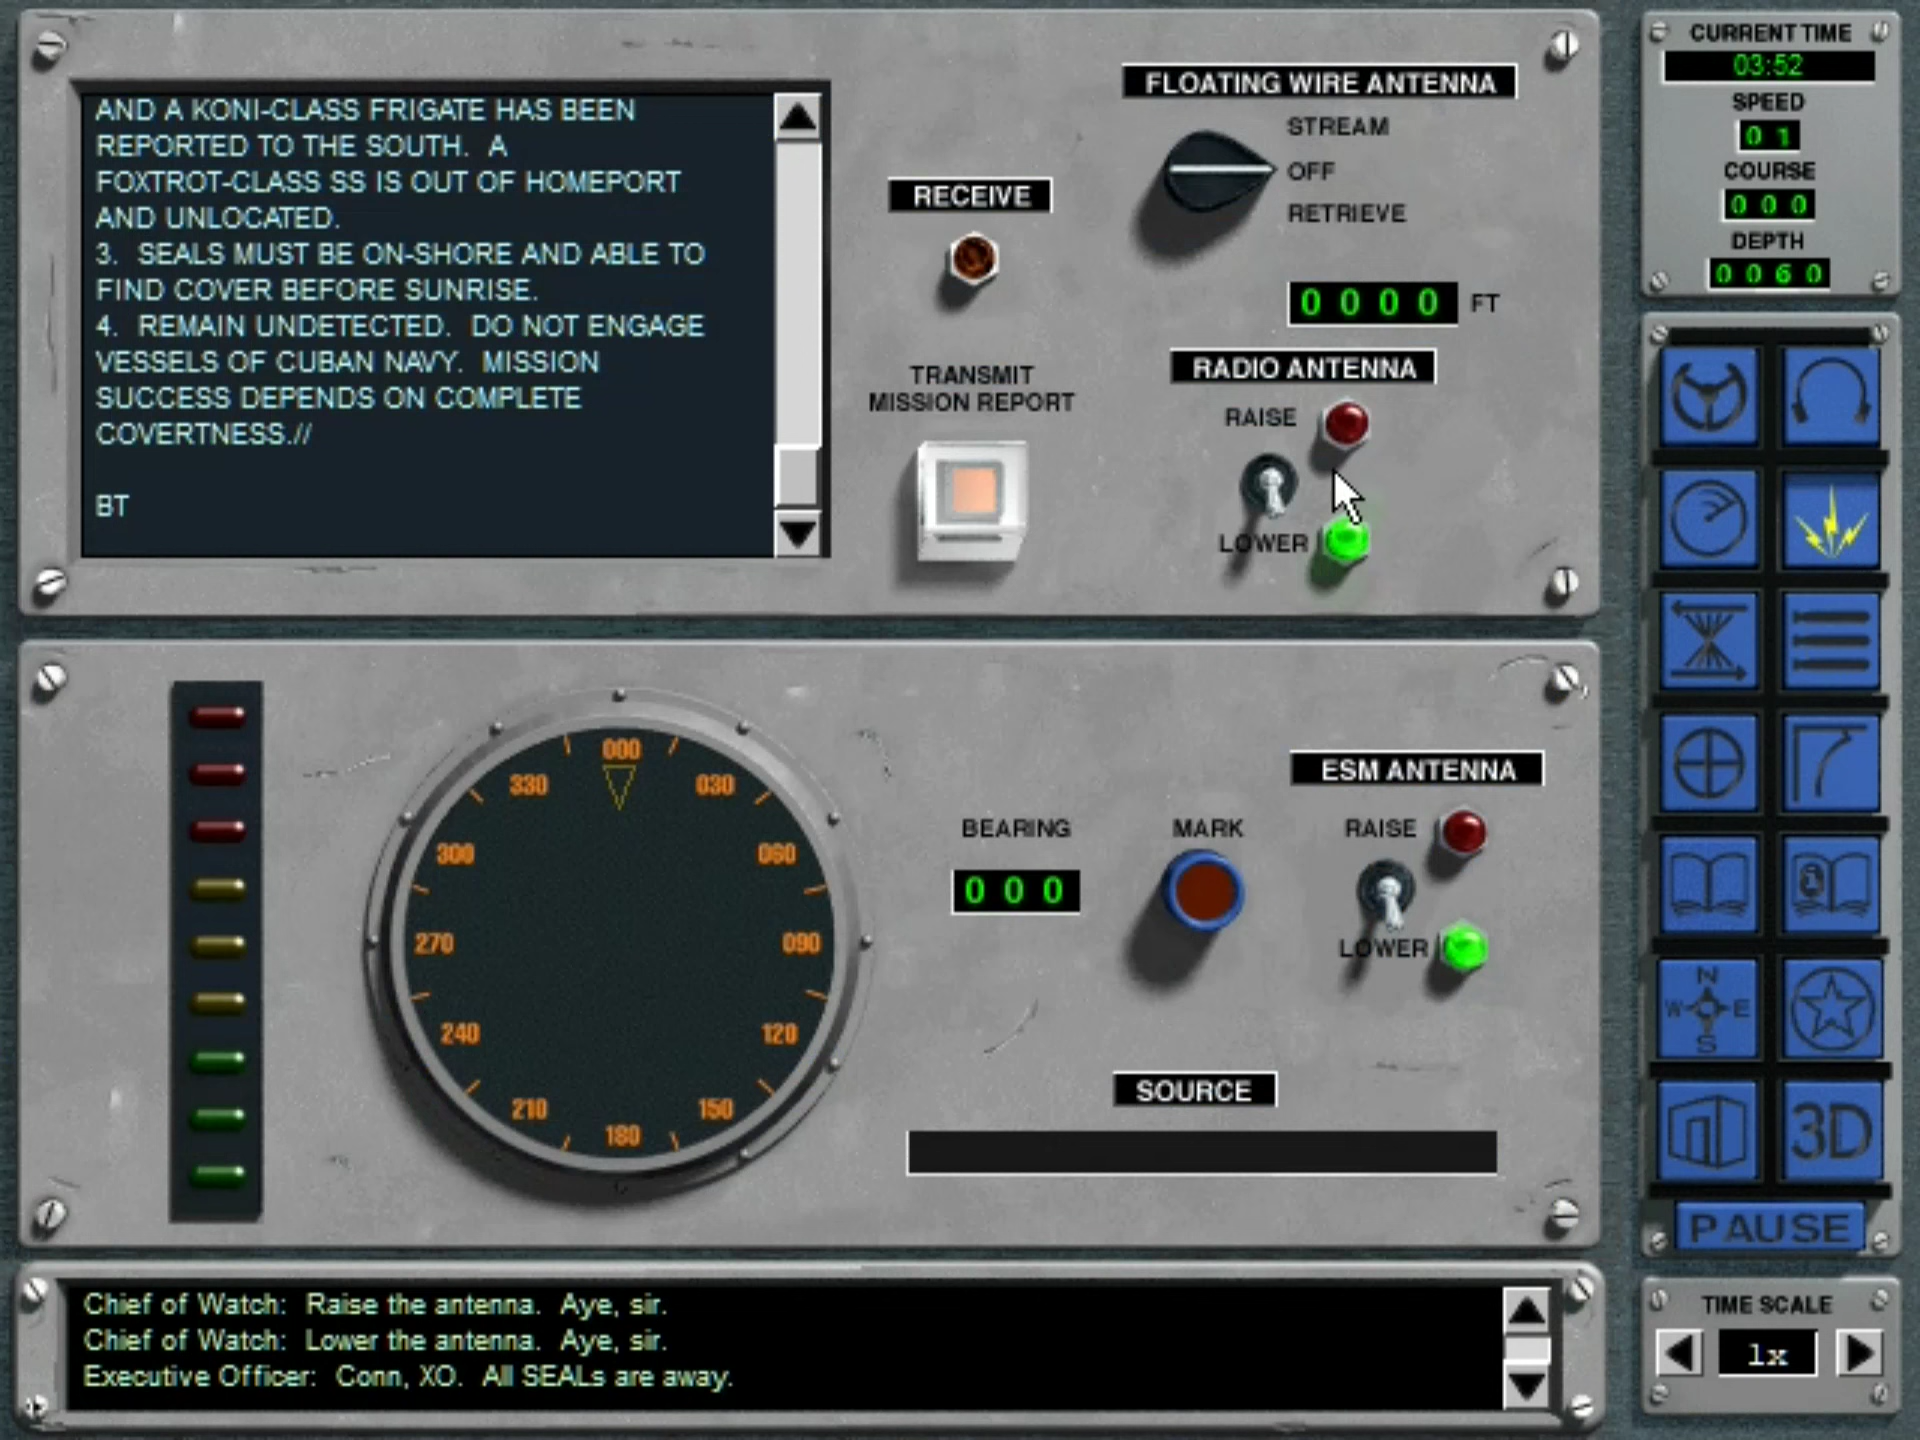 AND A KONI-CLASS FRIGATE HAS BEEN
REPORTED TO THE SOUTH.  A
FOXTROT-CLASS SS IS OUT OF HOMEPORT
AND UNLOCATED.
3.  SEALS MUST BE ON-SHORE AND ABLE TO
FIND COVER BEFORE SUNRISE.
4.  REMAIN UNDETECTED.  DO NOT ENGAGE
VESSELS OF CUBAN NAVY.  MISSION
SUCCESS DEPENDS ON COMPLETE
COVERTNESS.//
BT
RECEIVE
TRANSMIT
MISSION REPORT
FLOATING WIRE ANTENNA
STREAM
OFF
RETRIEVE
0000 FT
RADIO ANTENNA
RAISE
LOWER
CURRENT TIME
03:52
SPEED
01
COURSE
000
DEPTH
0060
000
030
060
090
120
150
180
210
240
270
300
330
BEARING
000
MARK
ESM ANTENNA
RAISE
LOWER
SOURCE
N
W E
S
3D
PAUSE
TIME SCALE
1x
Chief of Watch:  Raise the antenna.  Aye, sir.
Chief of Watch:  Lower the antenna.  Aye, sir.
Executive Officer:  Conn, XO.  All SEALs are away.